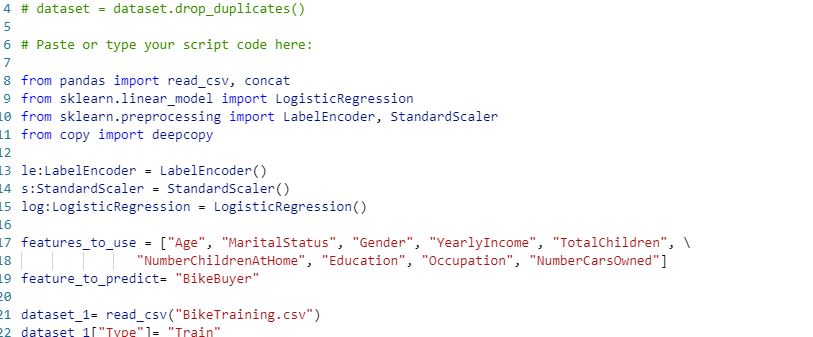 4 # dataset = dataset.drop_duplicates()
5
6 # Paste or type your script code here:
7
8 from pandas import read_csv, concat
9 from sklearn.linear_model import LogisticRegression
10 from sklearn.preprocessing import LabelEncoder, StandardScaler
11 from copy import deepcopy
12
13 le:LabelEncoder = LabelEncoder()
14 s:StandardScaler = StandardScaler()
15 log:LogisticRegression = LogisticRegression()
16
17 features_to_use = ["Age", "MaritalStatus", "Gender", "YearlyIncome", "TotalChildren", \
18 "NumberChildrenAtHome", "Education", "Occupation", "NumberCarsOwned"]
19 feature_to_predict= "BikeBuyer"
20
21 dataset_1= read_csv("BikeTraining.csv")
22 dataset_1["Type"]= "Train"